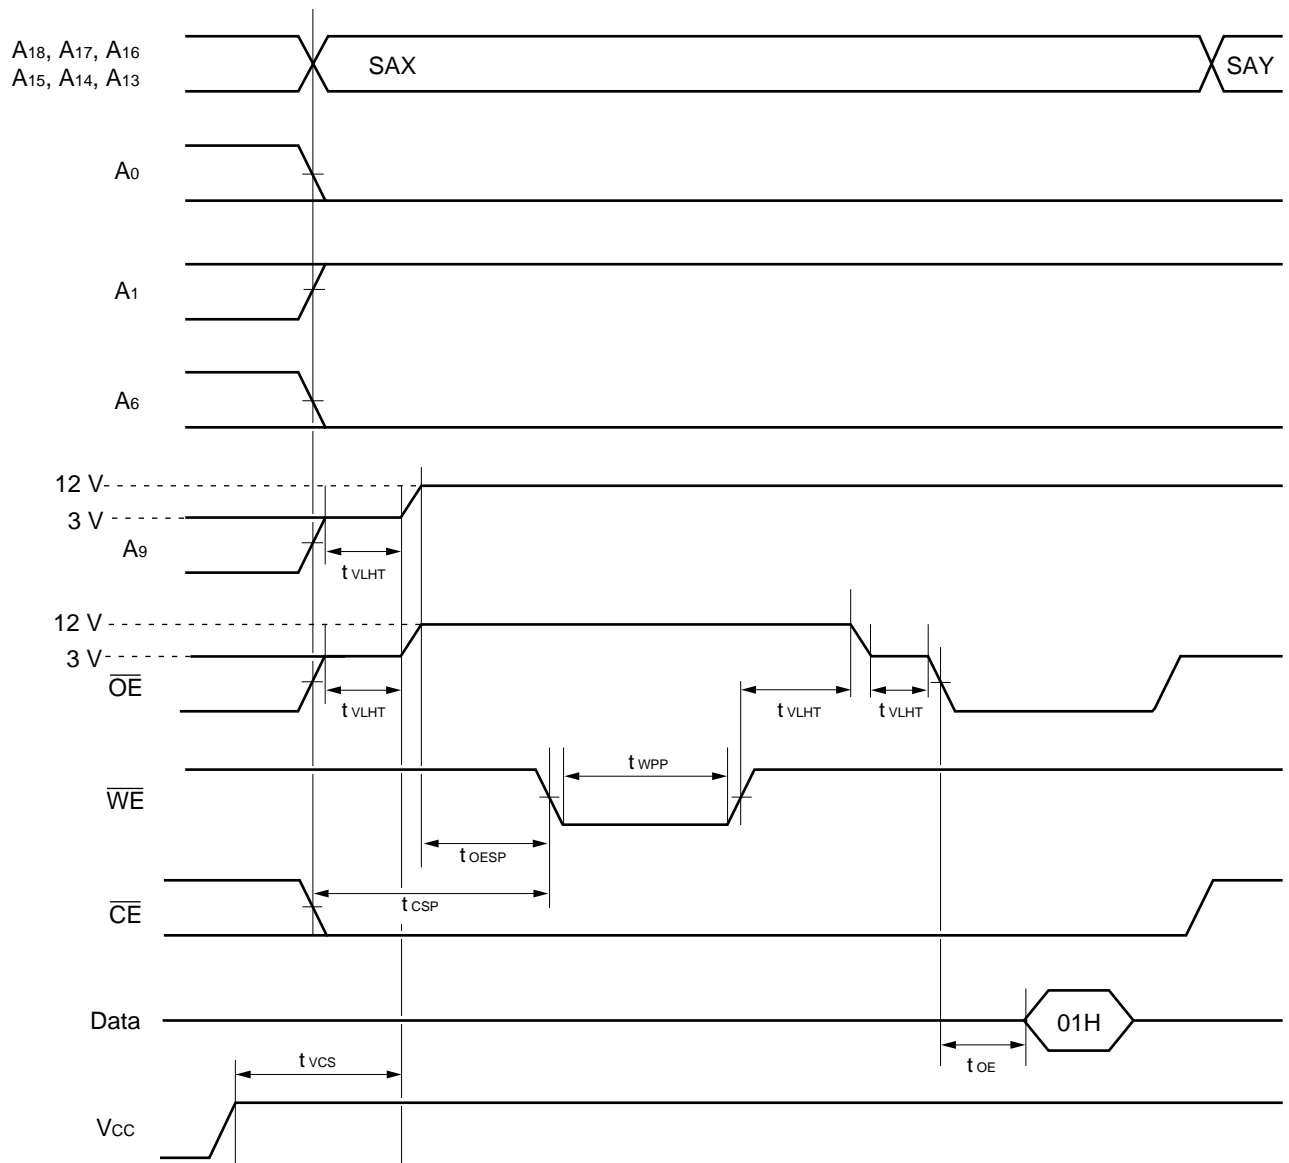 A18, A17, A16
A15, A14, A13
SAX
SAY
A0
A1
A6
12 V
3 V
A9
t VLHT
12 V
3 V
OE
t VLHT
t VLHT
t VLHT
t WPP
WE
t OESP
t CSP
CE
Data
01H
t VCS
t OE
VCC